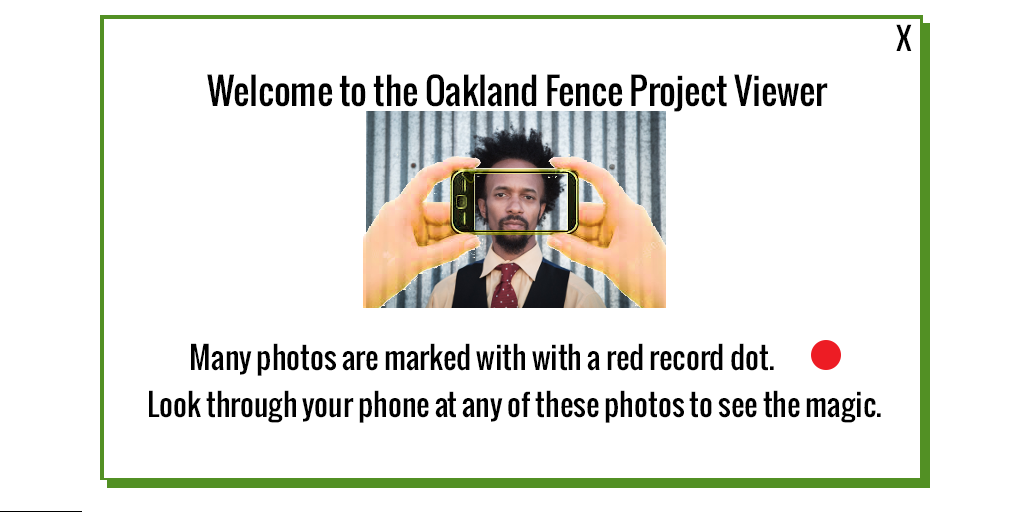 X
Welcome to the Oakland Fence Project Viewer
Many photos are marked with with a red record dot.
Look through your phone at any of these photos to see the magic.